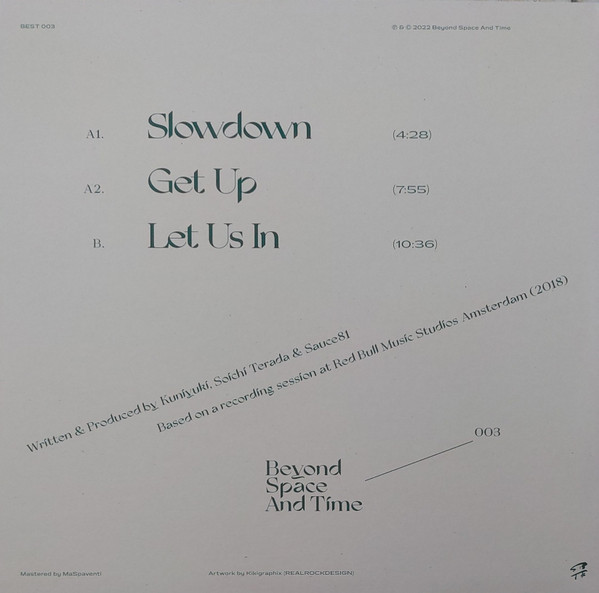 BEST 003
℗ & © 2022 Beyond Space And Time
A1. Slowdown (4:28)
A2. Get Up (7:55)
B. Let Us In (10:36)
Written & Produced by Kuniyuki, Soichi Terada & Sauce81
Based on a recording session at Red Bull Music Studios Amsterdam (2018)
003
Beyond
Space
And Time
Mastered by MaSpaventi
Artwork by Kilngraphix (REALROCKDESIGN)